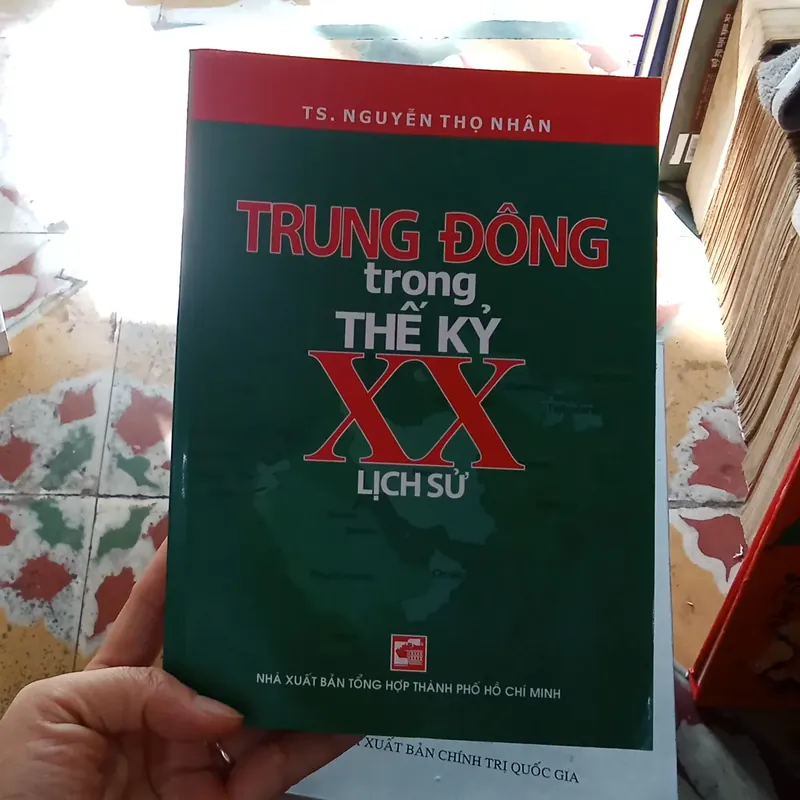 TS. NGUYỄN THỌ NHÂN
TRUNG ĐÔNG
trong
THẾ KỶ
XX
LỊCH SỬ
NHÀ XUẤT BẢN TỔNG HỢP THÀNH PHỐ HỒ CHÍ MINH
XUẤT BẢN CHÍNH TRỊ QUỐC GIA